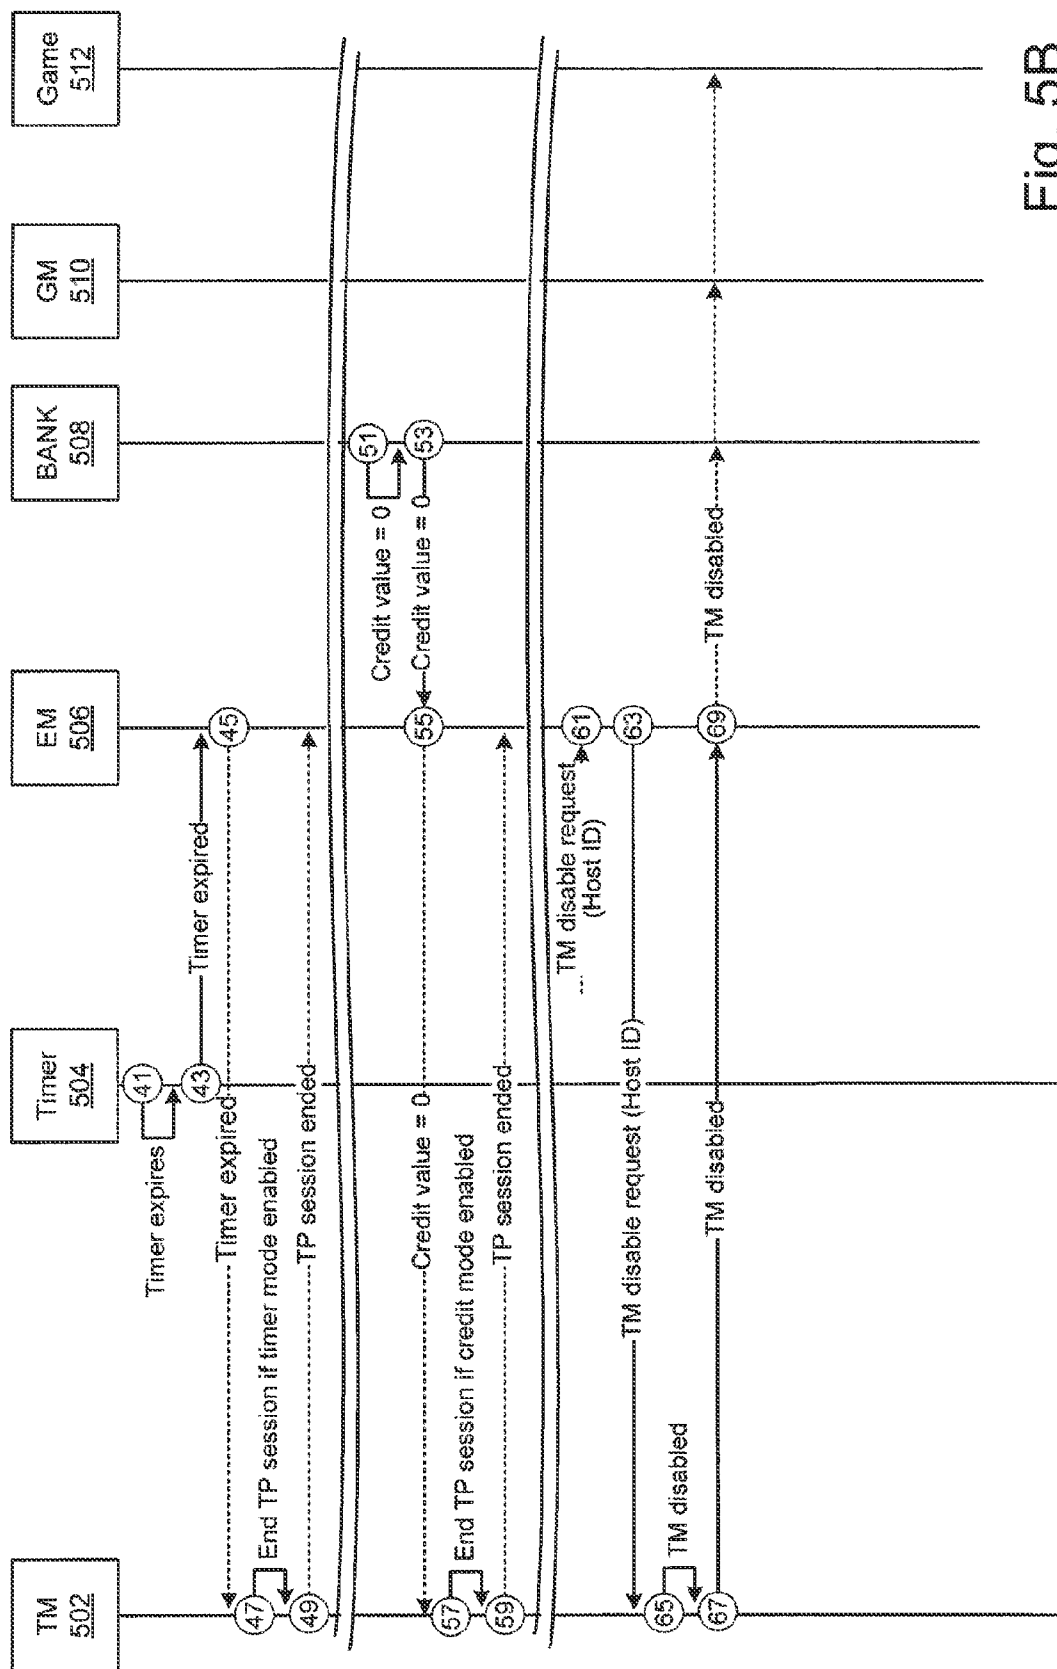 TM
502
Timer
504
EM
506
BANK
508
GM
510
Game
512
41
Timer expires
43
Timer expired
45
Timer expired
47
End TP session if timer mode enabled
49
TP session ended
51
Credit value = 0
53
Credit value = 0
55
Credit value = 0
57
End TP session if credit mode enabled
59
TP session ended
61
TM disable request
(Host ID)
63
TM disable request (Host ID)
65
TM disabled
67
TM disabled
69
TM disabled
Fig. 5B